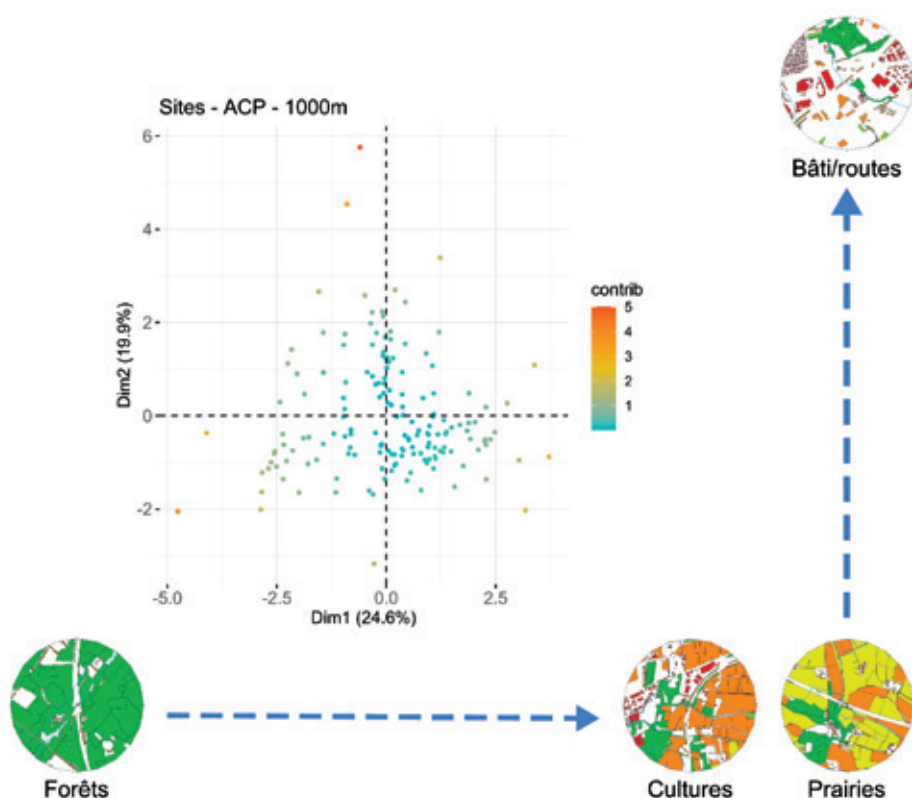 Bâti/routes
Sites - ACP - 1000m
6
4
2
0
-2
Dim2 (19.9%)
-5.0
-2.5
0.0
2.5
Dim1 (24.6%)
contrib
5
4
3
2
1
Forêts
Cultures
Prairies